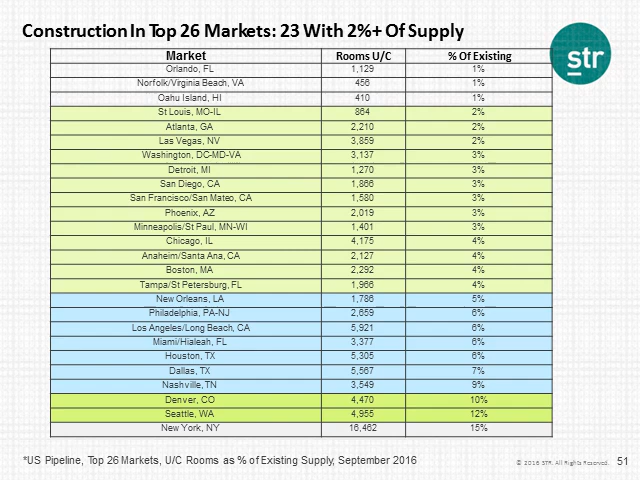 Construction In Top 26 Markets: 23 With 2%+ Of Supply
str
Market Rooms U/C % Of Existing
Orlando, FL 1,129 1%
Norfolk/Virginia Beach, VA 456 1%
Oahu Island, HI 410 1%
St Louis, MO-IL 864 2%
Atlanta, GA 2,210 2%
Las Vegas, NV 3,859 2%
Washington, DC-MD-VA 3,137 3%
Detroit, MI 1,270 3%
San Diego, CA 1,866 3%
San Francisco/San Mateo, CA 1,580 3%
Phoenix, AZ 2,019 3%
Minneapolis/St Paul, MN-WI 1,401 3%
Chicago, IL 4,175 4%
Anaheim/Santa Ana, CA 2,127 4%
Boston, MA 2,292 4%
Tampa/St Petersburg, FL 1,966 4%
New Orleans, LA 1,786 5%
Philadelphia, PA-NJ 2,659 6%
Los Angeles/Long Beach, CA 5,921 6%
Miami/Hialeah, FL 3,377 6%
Houston, TX 5,305 6%
Dallas, TX 5,567 7%
Nashville, TN 3,549 9%
Denver, CO 4,470 10%
Seattle, WA 4,955 12%
New York, NY 16,462 15%
*US Pipeline, Top 26 Markets, U/C Rooms as % of Existing Supply, September 2016
© 2016 STR. All Rights Reserved. 51